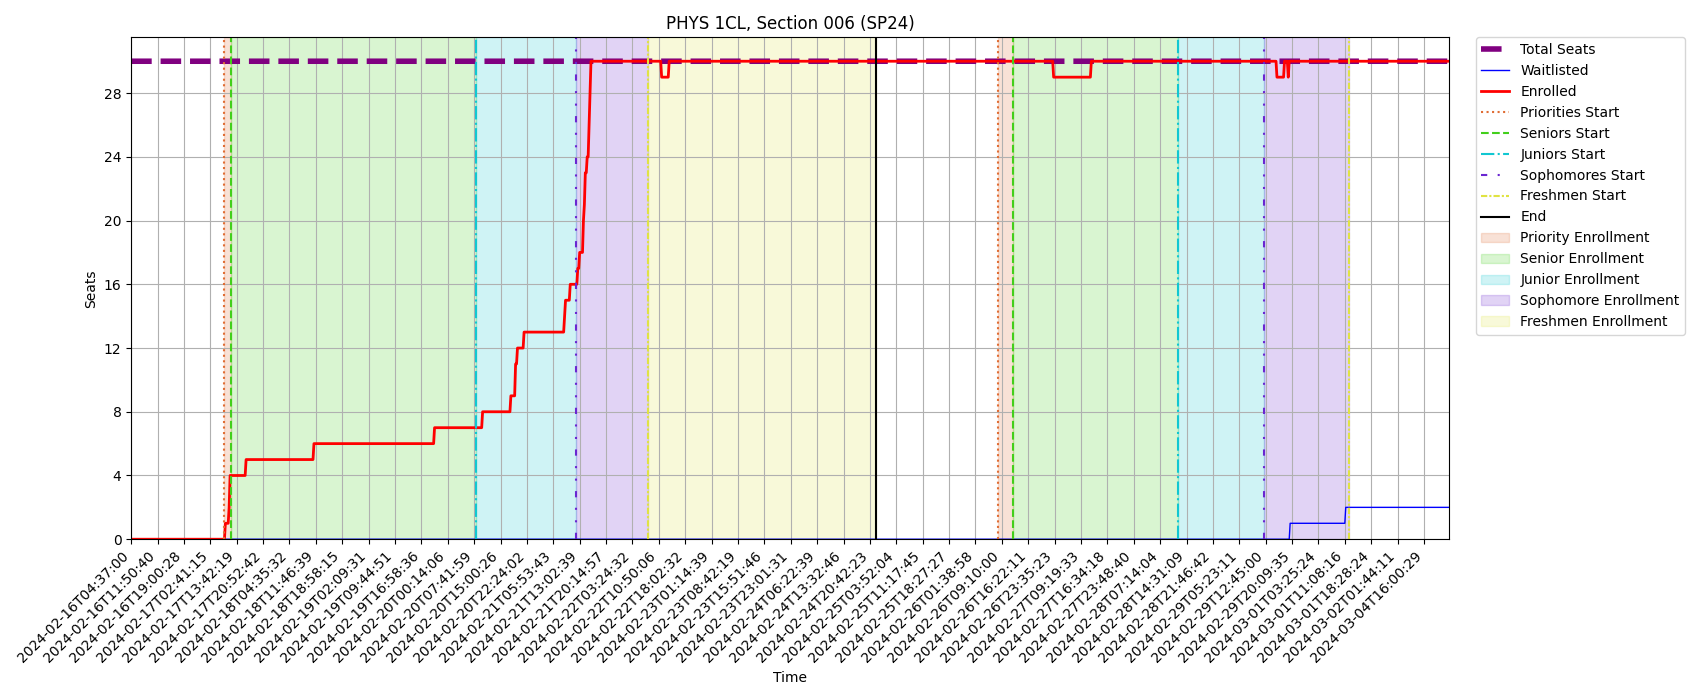 PHYS 1CL, Section 006 (SP24)
Seats
28
24
20
16
12
8
4
0
2024-02-16T04:37:00
2024-02-16T11:50:40
2024-02-16T19:00:28
2024-02-17T02:41:15
2024-02-17T13:42:19
2024-02-17T20:52:42
2024-02-18T04:35:32
2024-02-18T11:46:39
2024-02-18T18:58:15
2024-02-19T02:09:31
2024-02-19T09:44:51
2024-02-19T16:58:36
2024-02-20T00:14:06
2024-02-20T07:41:59
2024-02-20T15:00:26
2024-02-20T22:24:02
2024-02-21T05:53:43
2024-02-21T13:02:39
2024-02-21T20:14:57
2024-02-22T03:24:32
2024-02-22T10:50:06
2024-02-22T18:02:32
2024-02-23T01:14:39
2024-02-23T08:42:19
2024-02-23T15:51:46
2024-02-23T23:01:31
2024-02-24T06:22:39
2024-02-24T13:32:46
2024-02-24T20:42:23
2024-02-25T03:52:04
2024-02-25T11:17:45
2024-02-25T18:27:27
2024-02-26T01:38:50
2024-02-26T09:10:00
2024-02-26T16:22:11
2024-02-26T23:35:23
2024-02-27T09:19:33
2024-02-27T16:34:18
2024-02-27T23:48:40
2024-02-28T07:14:04
2024-02-28T14:31:09
2024-02-28T21:46:42
2024-02-29T05:23:11
2024-02-29T12:45:00
2024-02-29T20:09:35
2024-03-01T03:25:24
2024-03-01T11:08:16
2024-03-01T18:28:24
2024-03-02T01:44:11
2024-03-04T16:00:29
Time
Total Seats
Waitlisted
Enrolled
Priorities Start
Seniors Start
Juniors Start
Sophomores Start
Freshmen Start
End
Priority Enrollment
Senior Enrollment
Junior Enrollment
Sophomore Enrollment
Freshmen Enrollment